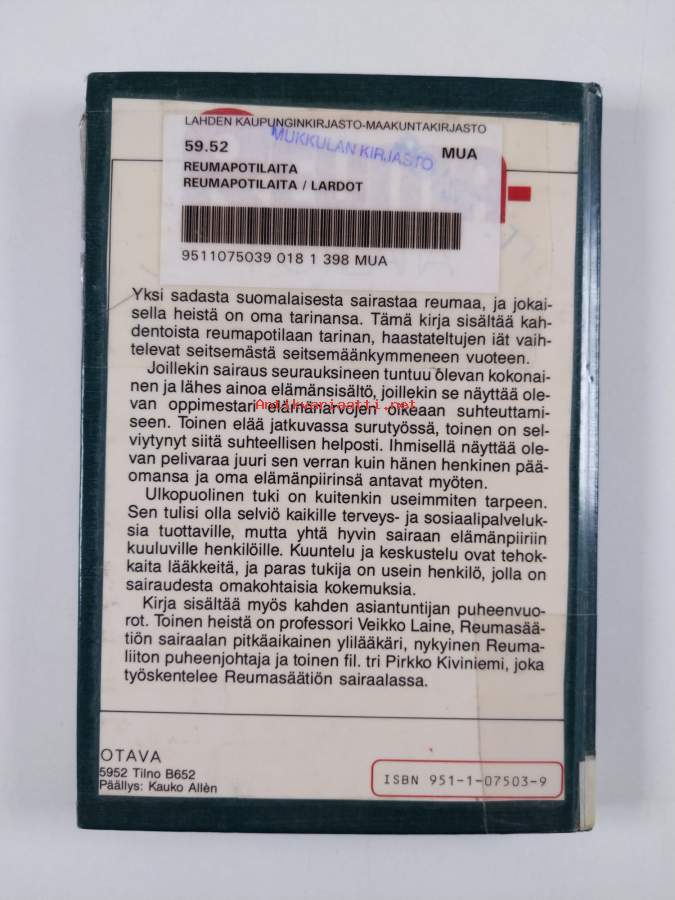 LAHDEN KAUPUNGINKIRJASTO-MAAKUNTAKIRJASTO
MUKKULAN KIRJASTO
59.52 MUA
REUMAPOTILAITA
REUMAPOTILAITA / LARDOT
9511075039 018 1 398 MUA
Yksi sadasta suomalaisesta sairastaa reumaa, ja jokai-
sella heistä on oma tarinansa. Tämä kirja sisältää kah-
dentoista reumapotilaan tarinan, haastateltujen iät vaih-
televat seitsemästä seitsemäänkymmeneen vuoteen.
Joillekin sairaus seurauksineen tuntuu olevan kokonai-
nen ja lähes ainoa elämänsisältö, joillekin se näyttää ole-
van oppimestari elämänarvojen oikeaan suhteuttami-
Antikvariaatti.net
seen. Toinen elää jatkuvassa surutyössä, toinen on sel-
viytynyt siitä suhteellisen helposti. Ihmisellä näyttää ole-
van pelivaraa juuri sen verran kuin hänen henkinen pää-
omansa ja oma elämänpiirinsä antavat myöten.
Ulkopuolinen tuki on kuitenkin useimmiten tarpeen.
Sen tulisi olla selviö kaikille terveys- ja sosiaalipalveluk-
sia tuottaville, mutta yhtä hyvin sairaan elämänpiiriin
kuuluville henkilöille. Kuuntelu ja keskustelu ovat tehok-
kaita lääkkeitä, ja paras tukija on usein henkilö, jolla on
sairaudesta omakohtaisia kokemuksia.
Kirja sisältää myös kahden asiantuntijan puheenvuo-
rot. Toinen heistä on professori Veikko Laine, Reumasää-
tiön sairaalan pitkäaikainen ylilääkäri, nykyinen Reuma-
liiton puheenjohtaja ja toinen fil. tri Pirkko Kiviniemi, joka
työskentelee Reumasäätiön sairaalassa.
OTAVA
5952 Tilno B652
Päällys: Kauko Allèn
ISBN 951-1-07503-9